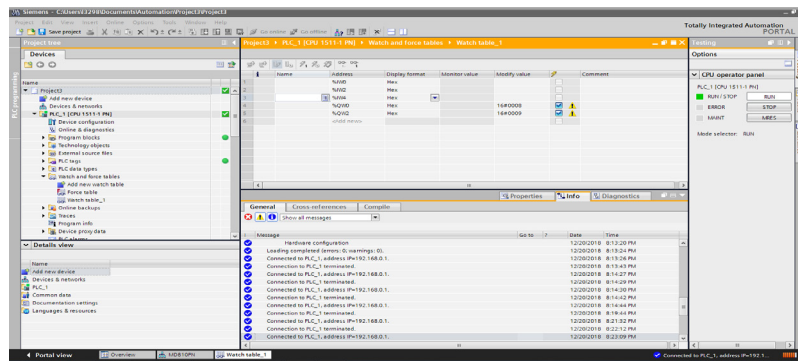 Siemens - C:\Users\E3298\Documents\Automation\Project3\Project3
Project Edit View Insert Online Options Tools Window Help
Totally Integrated Automation
PORTAL
Save project
Go online Go offline
Project tree
Project3 ▸ PLC_1 [CPU 1511-1 PN] ▸ Watch and force tables ▸ Watch table_1
Testing
Devices
Options
PLC programming
Name
Project3
Add new device
Devices & networks
PLC_1 [CPU 1511-1 PN]
Device configuration
Online & diagnostics
Program blocks
Technology objects
External source files
PLC tags
PLC data types
Watch and force tables
Add new watch table
Force table
Watch table_1
Online backups
Traces
Program info
Device proxy data
PLC alarms
i Name Address Display format Monitor value Modify value Comment
1 %IW0 Hex
2 %IW2 Hex
3 %IW4 Hex
4 %QW0 Hex 16#0008
5 %QW2 Hex 16#0009
6 <Add new>
CPU operator panel
PLC_1 [CPU 1511-1 PN]
RUN / STOP RUN
ERROR STOP
MAINT MRES
Mode selector: RUN
Properties Info Diagnostics
General Cross-references Compile
Show all messages
! Message Go to ? Date Time
Hardware configuration 12/20/2018 8:13:20 PM
Loading completed (errors: 0; warnings: 0). 12/20/2018 8:13:24 PM
Connected to PLC_1, address IP=192.168.0.1. 12/20/2018 8:13:26 PM
Connection to PLC_1 terminated. 12/20/2018 8:13:43 PM
Connected to PLC_1, address IP=192.168.0.1. 12/20/2018 8:14:27 PM
Connection to PLC_1 terminated. 12/20/2018 8:14:29 PM
Connected to PLC_1, address IP=192.168.0.1. 12/20/2018 8:14:30 PM
Connection to PLC_1 terminated. 12/20/2018 8:14:42 PM
Connected to PLC_1, address IP=192.168.0.1. 12/20/2018 8:14:44 PM
Connection to PLC_1 terminated. 12/20/2018 8:19:44 PM
Connected to PLC_1, address IP=192.168.0.1. 12/20/2018 8:21:32 PM
Connection to PLC_1 terminated. 12/20/2018 8:22:12 PM
Connected to PLC_1, address IP=192.168.0.1. 12/20/2018 8:23:09 PM
Details view
Name
Add new device
Devices & networks
PLC_1
Common data
Documentation settings
Languages & resources
Portal view Overview MDB10PN Watch table_1
Connected to PLC_1, address IP=192.1...